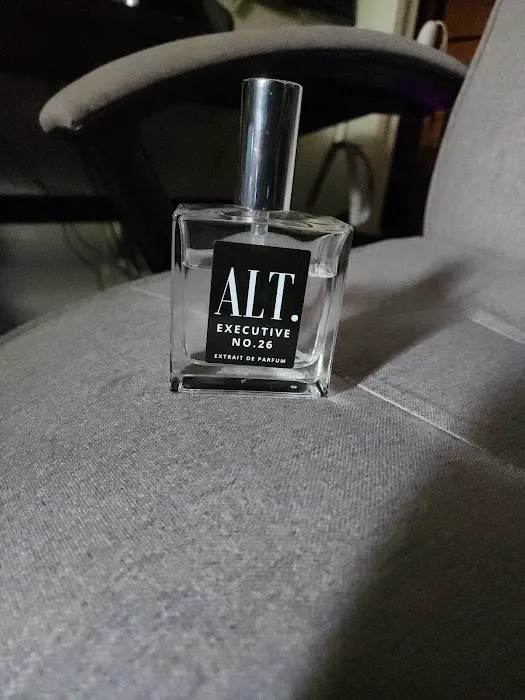 ALT.
EXECUTIVE
NO.26
EXTRAIT DE PARFUM